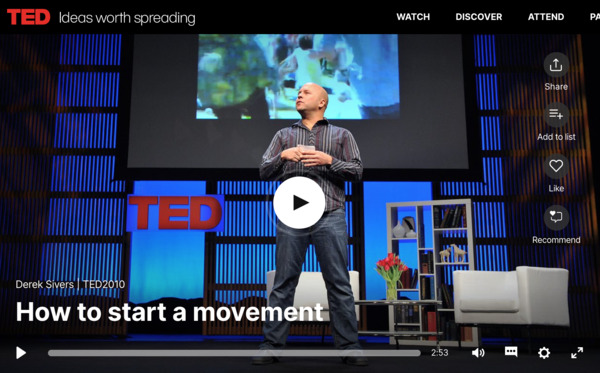 TED Ideas worth spreading WATCH DISCOVER ATTEND PA
Share
Add to list
Like
TED
Recommend
Derek Sivers | TED2010
How to start a movement
2:53